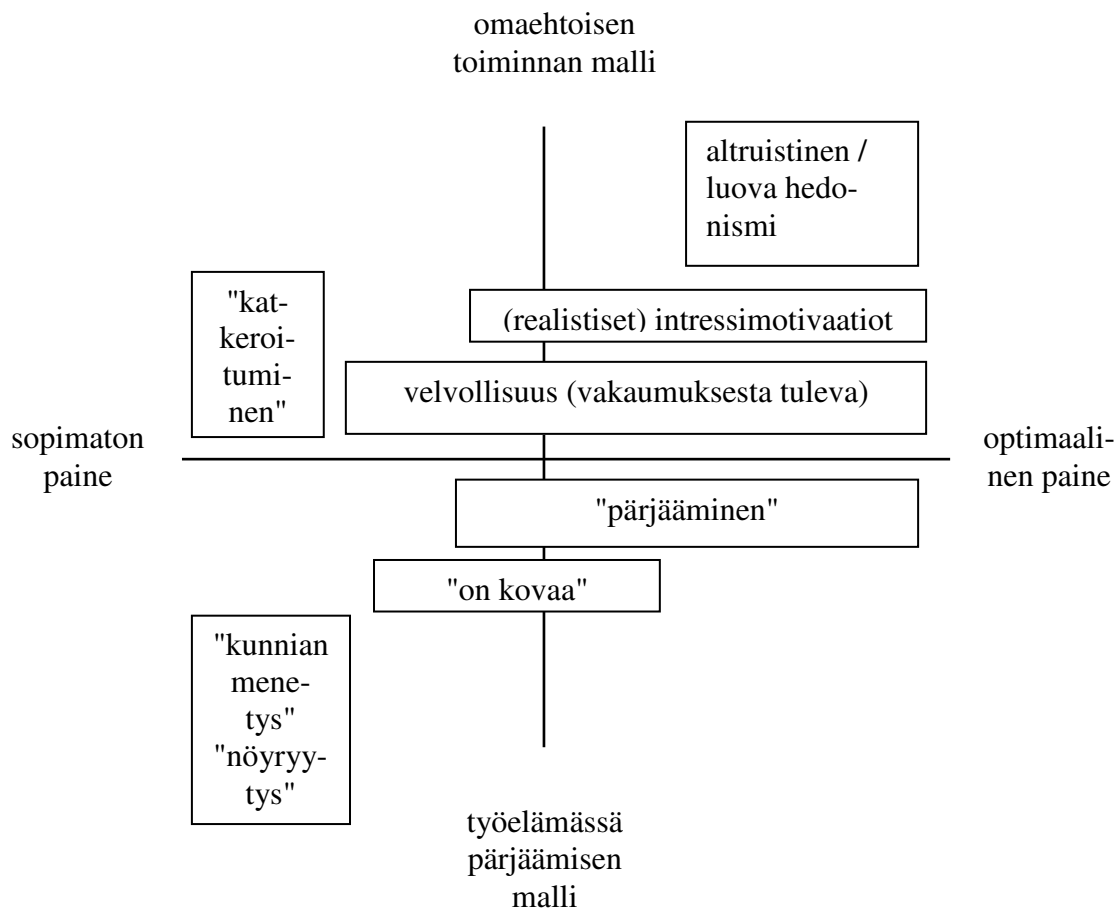 omaehtoisen
toiminnan malli
altruistinen /
luova hedo-
nismi
"kat-
keroi-
tumi-
nen"
(realistiset) intressimotivaatiot
velvollisuus (vakaumuksesta tuleva)
sopimaton
paine
optimaali-
nen paine
"pärjääminen"
"on kovaa"
"kunnian
mene-
tys"
"nöyryy-
tys"
työelämässä
pärjäämisen
malli